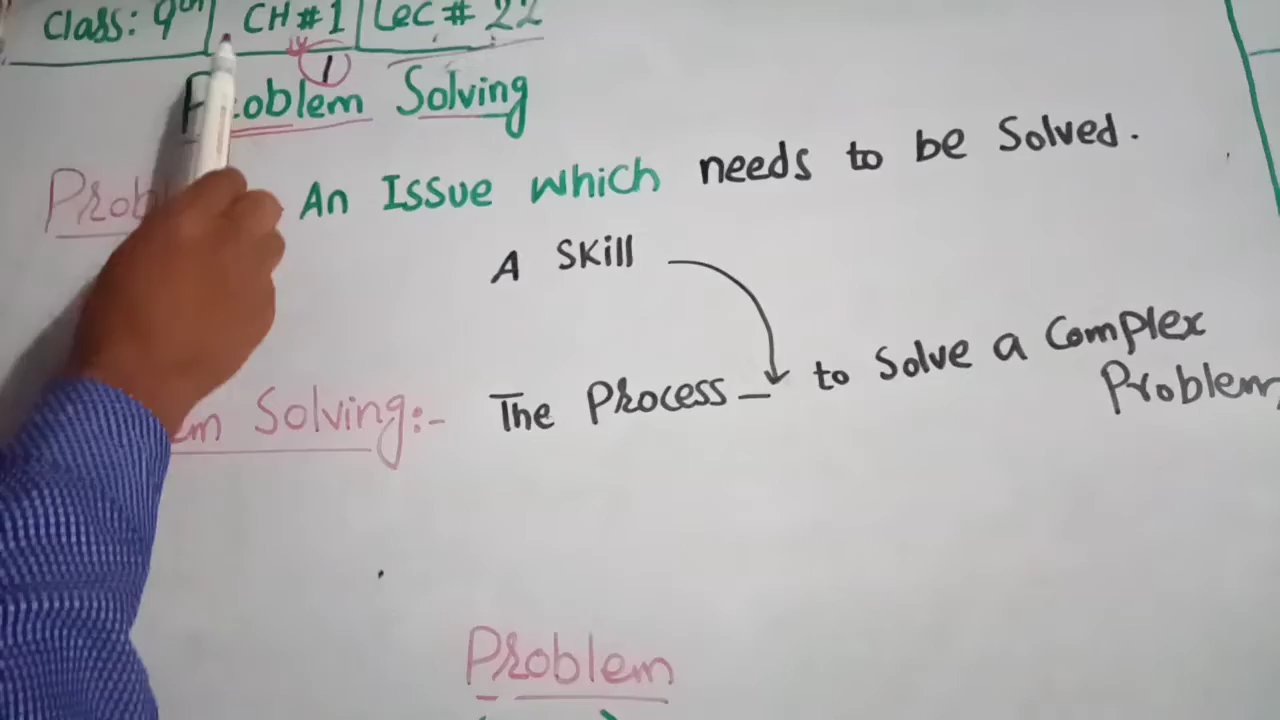 Class: 9th CH # 1 Lec # 22
1
Problem Solving
An Issue which needs to be Solved.
A Skill
Solving:- The Process _ to Solve a Complex
Problem
Problem